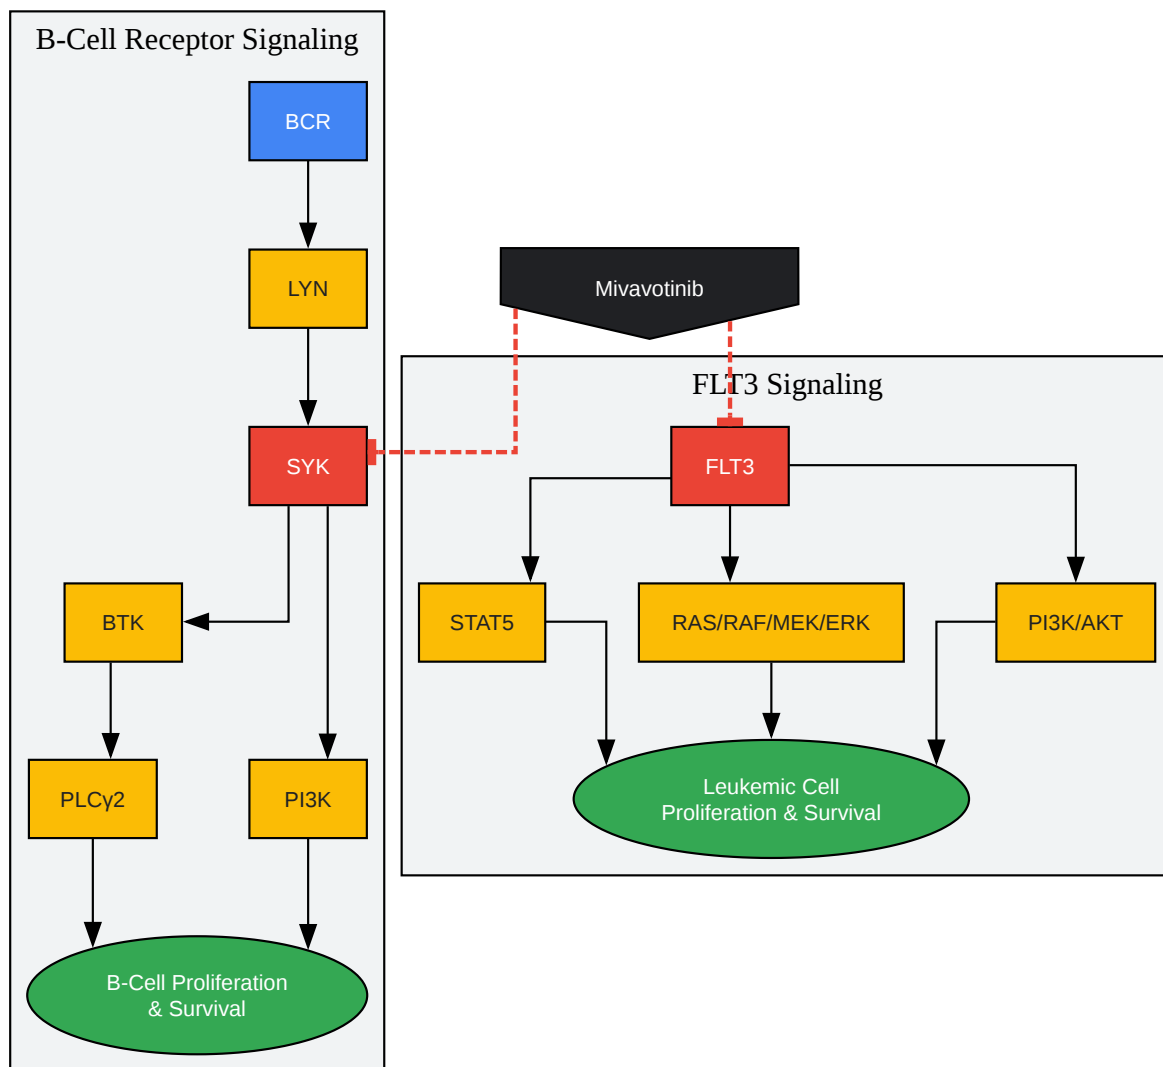 B-Cell Receptor Signaling
BCR
LYN
SYK
BTK
PLCγ2
PI3K
B-Cell Proliferation
& Survival
Mivavotinib
FLT3 Signaling
FLT3
STAT5
RAS/RAF/MEK/ERK
PI3K/AKT
Leukemic Cell
Proliferation & Survival